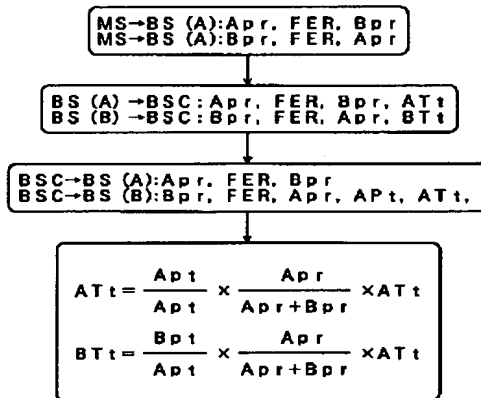 MS→BS (A):Apr, FER, Bpr
MS→BS (A):Bpr, FER, Apr
BS (A) →BSC:Apr, FER, Bpr, ATt
BS (B) →BSC:Bpr, FER, Apr, BTt
BSC→BS (A):Apr, FER, Bpr
BSC→BS (B):Bpr, FER, Apr, APt, ATt,
ATt= Apt/Apt × Apr/Apr+Bpr ×ATt
BTt= Bpt/Apt × Apr/Apr+Bpr ×ATt